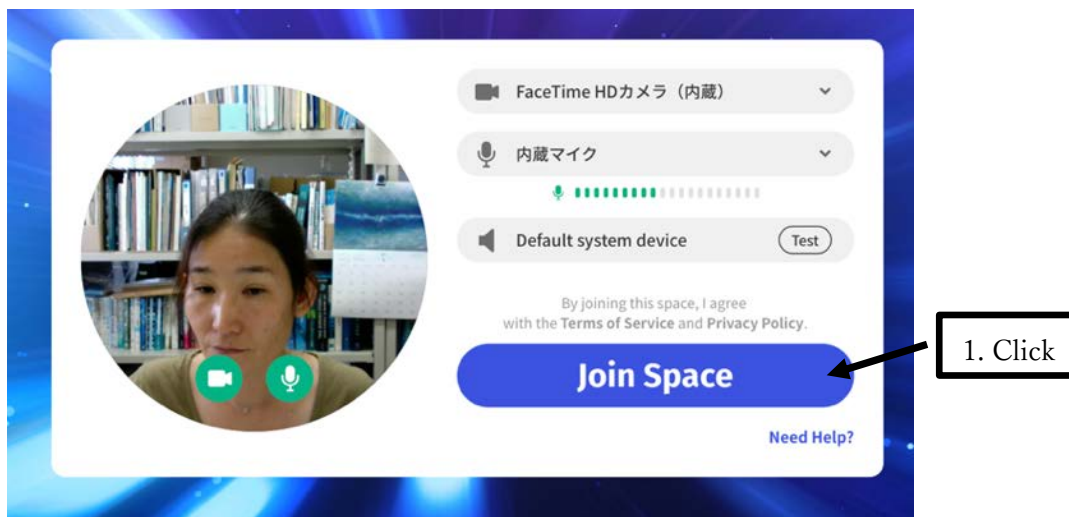 FaceTime HDカメラ（内蔵）
内蔵マイク
Default system device
Test
By joining this space, I agree
with the Terms of Service and Privacy Policy.
Join Space
Need Help?
1. Click